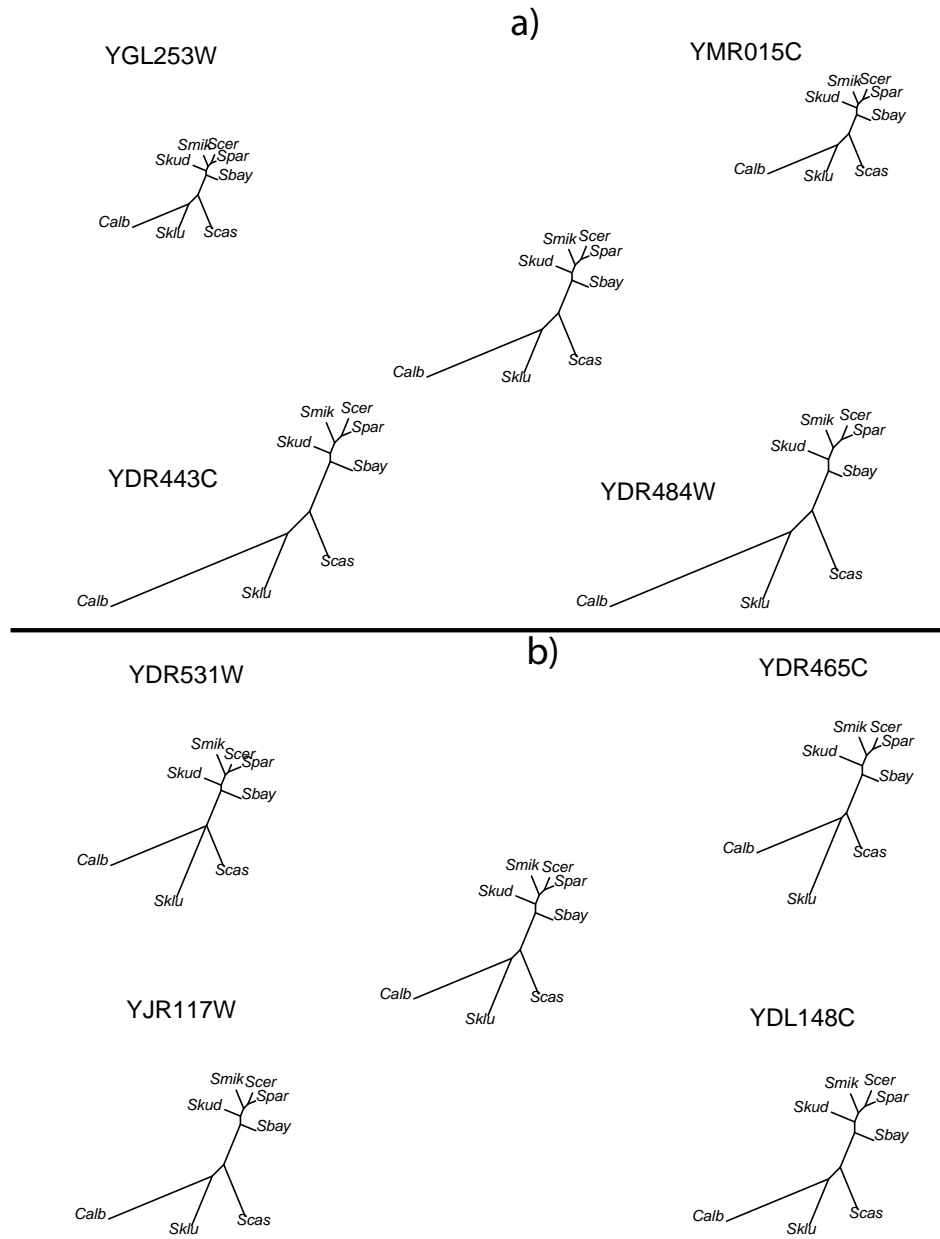 a)
YGL253W
YMR015C
Smik
Scer
Skud
Spar
Sbay
Calb
Sklu
Scas
Smik
Scer
Skud
Spar
Sbay
Calb
Sklu
Scas
Smik
Scer
Skud
Spar
Sbay
Calb
Sklu
Scas
YDR443C
Smik
Scer
Skud
Spar
Sbay
Calb
Sklu
Scas
YDR484W
Smik
Scer
Skud
Spar
Sbay
Calb
Sklu
Scas
b)
YDR531W
YDR465C
Smik
Scer
Skud
Spar
Sbay
Calb
Sklu
Scas
Smik
Scer
Skud
Spar
Sbay
Calb
Sklu
Scas
Smik
Scer
Skud
Spar
Sbay
Calb
Sklu
Scas
YJR117W
YDL148C
Smik
Scer
Skud
Spar
Sbay
Calb
Sklu
Scas
Smik
Scer
Skud
Spar
Sbay
Calb
Sklu
Scas